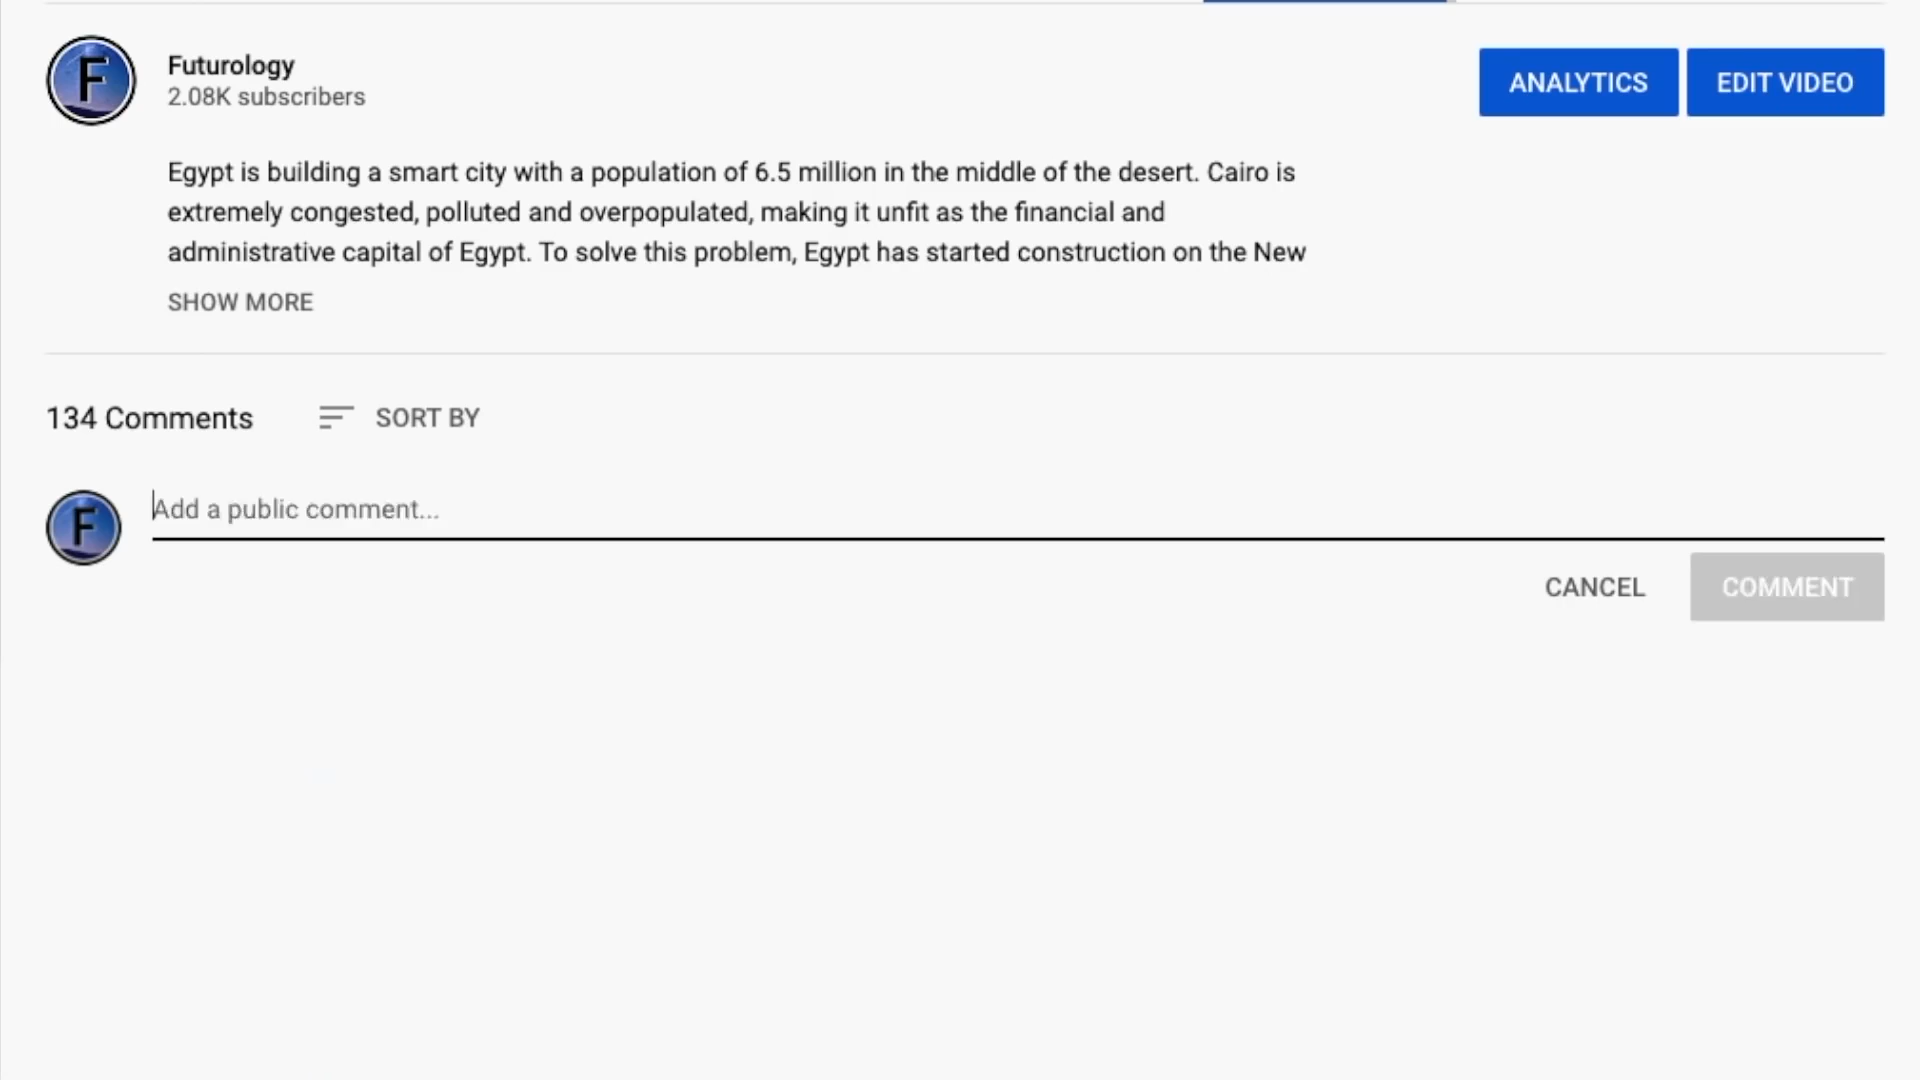 F
Futurology
2.08K subscribers
ANALYTICS
EDIT VIDEO
Egypt is building a smart city with a population of 6.5 million in the middle of the desert. Cairo is
extremely congested, polluted and overpopulated, making it unfit as the financial and
administrative capital of Egypt. To solve this problem, Egypt has started construction on the New
SHOW MORE
134 Comments
SORT BY
F
Add a public comment...
CANCEL
COMMENT